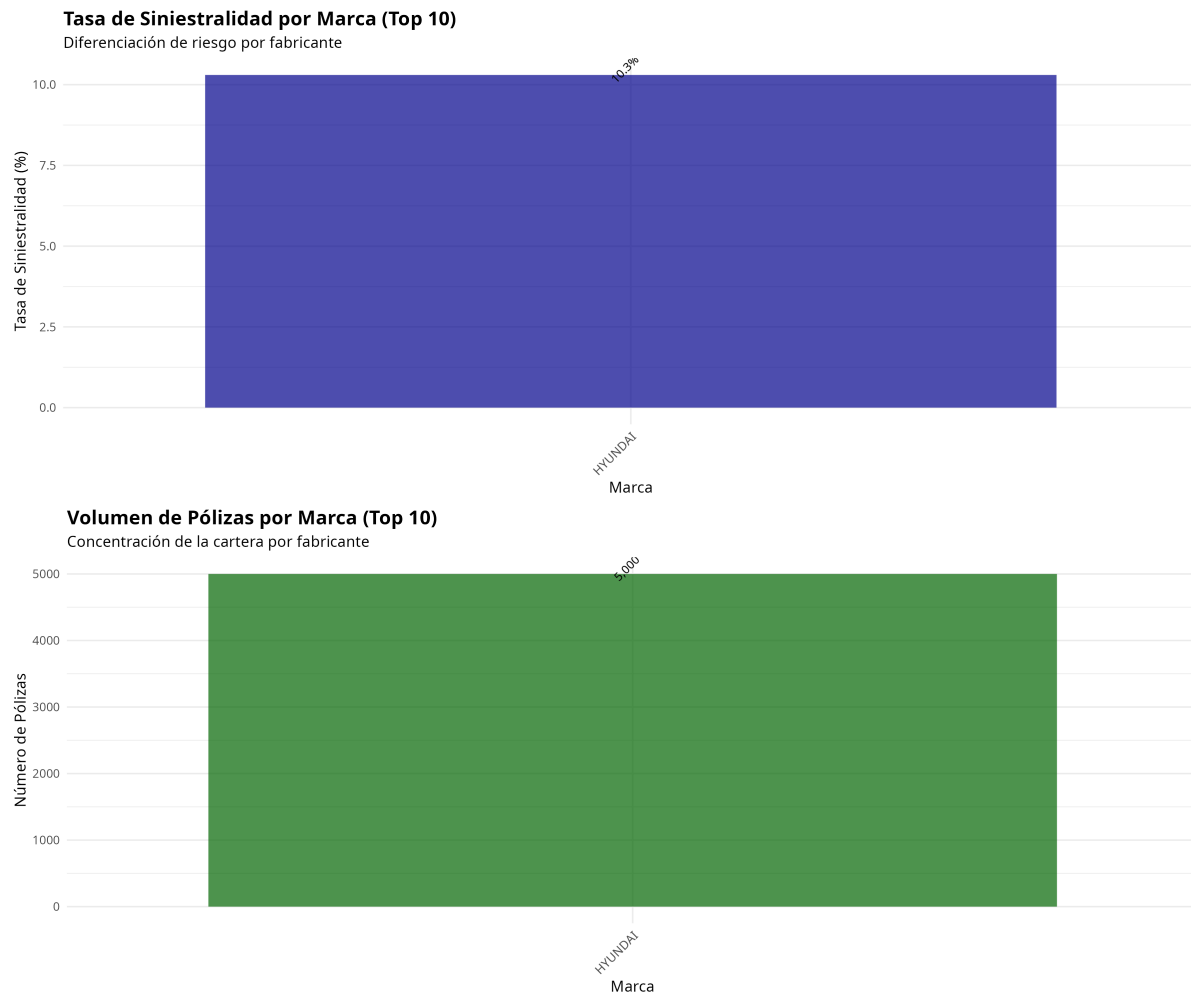 Tasa de Siniestralidad por Marca (Top 10)
Diferenciación de riesgo por fabricante
10.3%
10.0
7.5
5.0
2.5
0.0
Tasa de Siniestralidad (%)
HYUNDAI
Marca
Volumen de Pólizas por Marca (Top 10)
Concentración de la cartera por fabricante
5,000
5000
4000
3000
2000
1000
0
Número de Pólizas
HYUNDAI
Marca